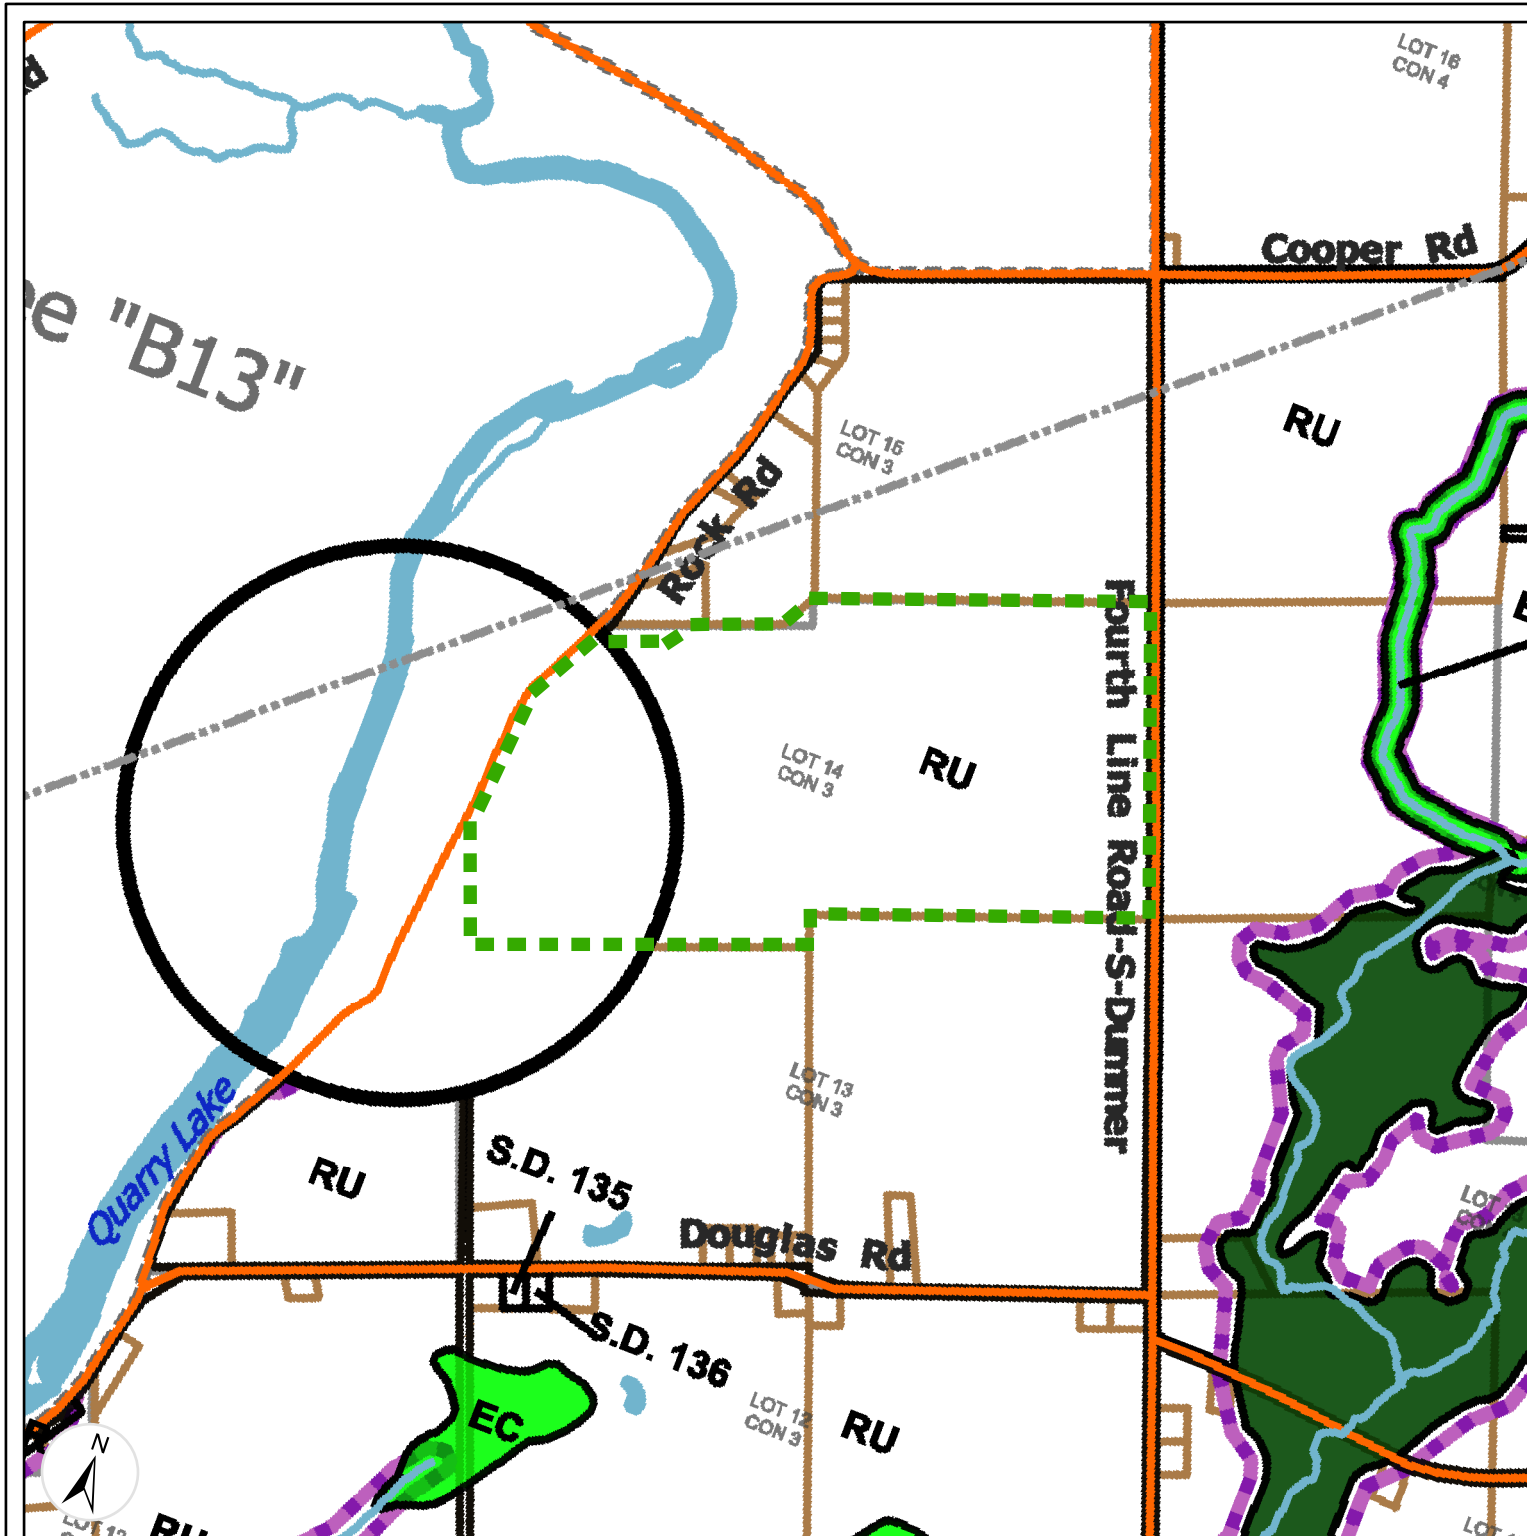 LOT 16
CON 4
Cooper Rd
"B13"
RU
LOT 15
CON 3
Rock Rd
Fourth Line Road-S-Dummer
LOT 14
CON 3
RU
LOT 13
CON 3
Quarry Lake
RU
S.D. 135
LOT
Douglas Rd
S.D. 136
EC
LOT 12
CON 3
RU
N
RU